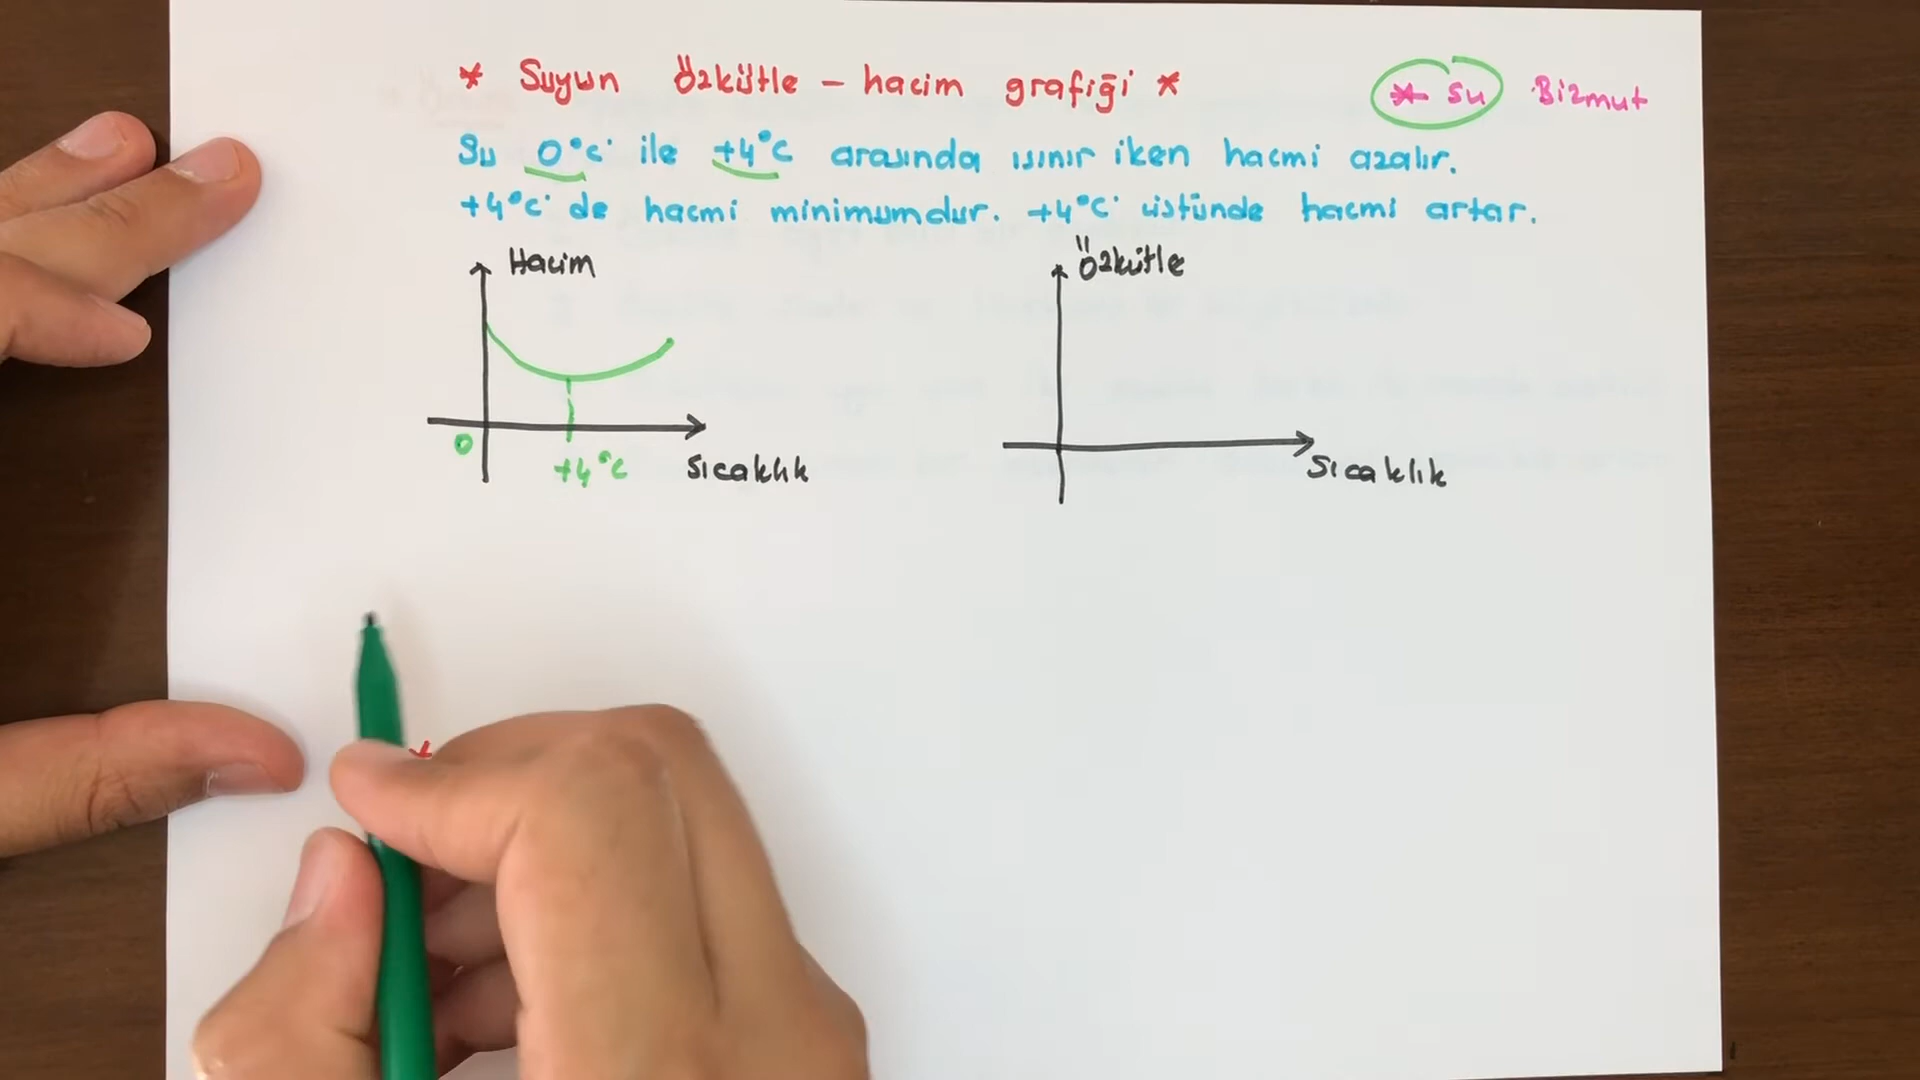 * Suyun Özkütle - hacim grafiği *
* Su Bizmut
Su 0°C ile +4°C arasında ısınır iken hacmi azalır.
+4°C de hacmi minimumdur. +4°C üstünde hacmi artar.
Hacim
0
+4°C
Sıcaklık
Özkütle
Sıcaklık
*